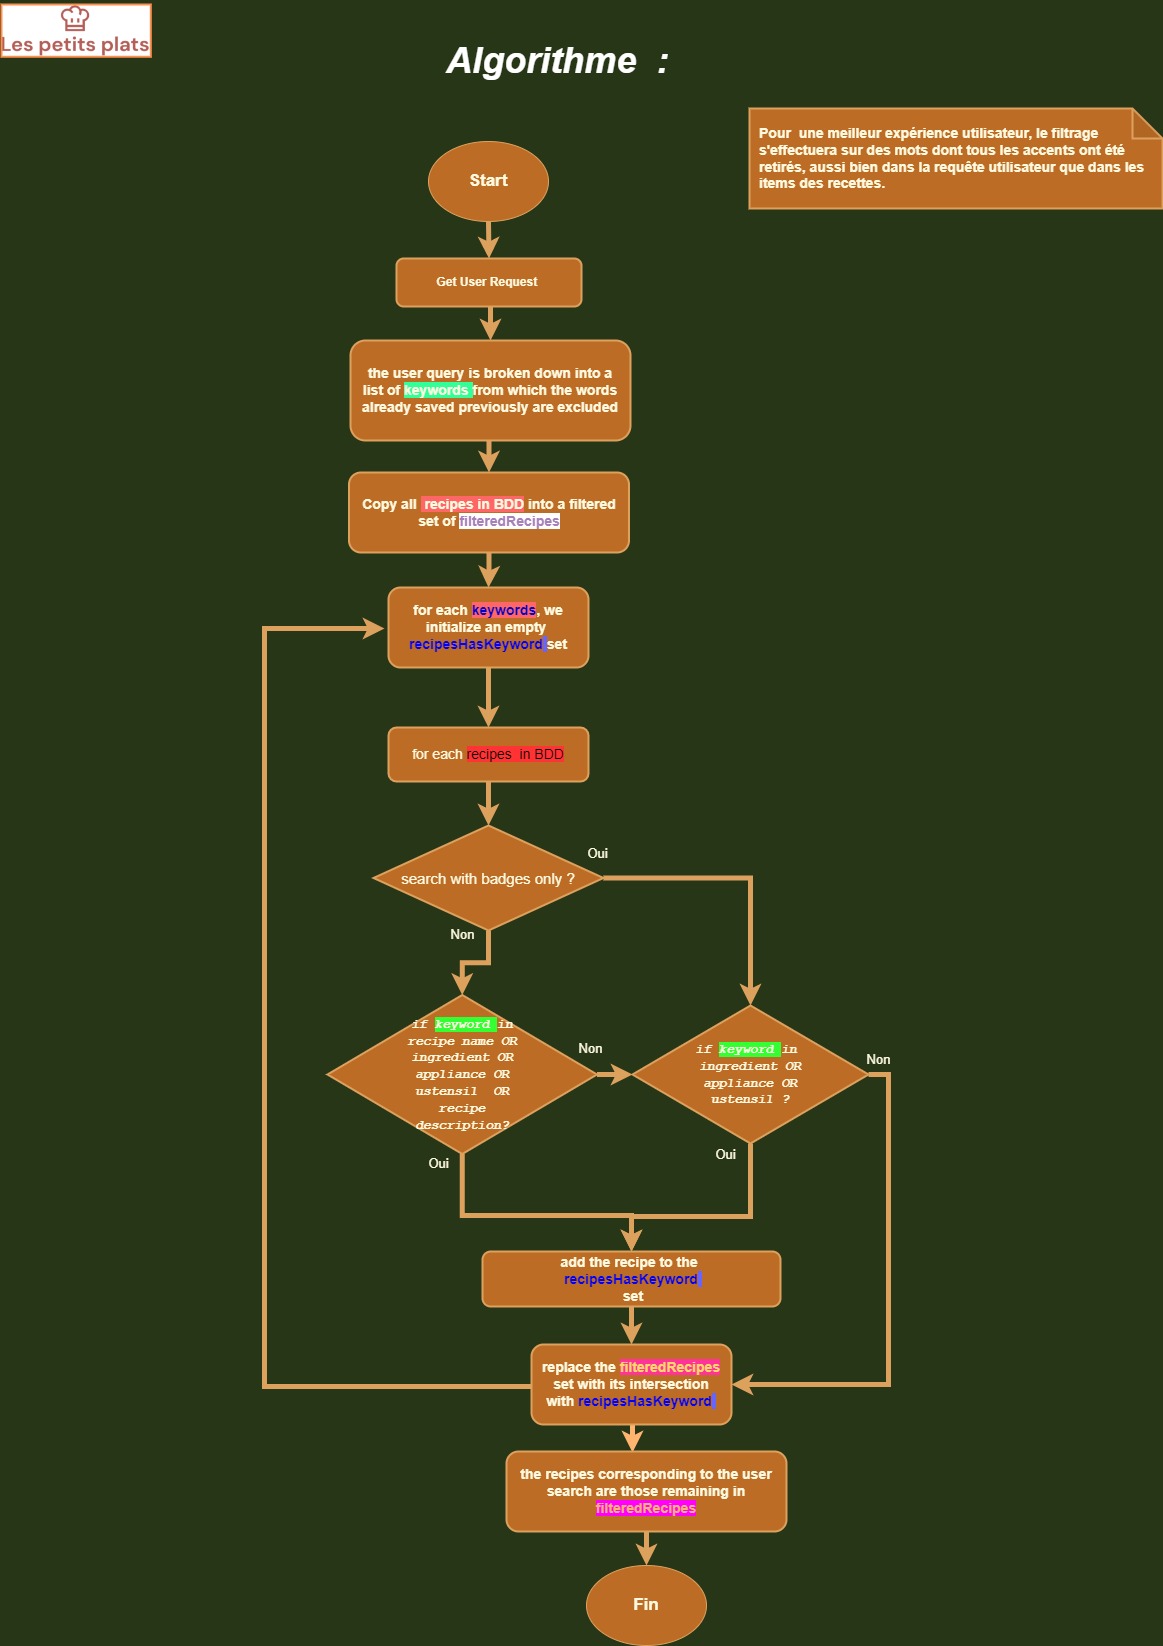 Les petits plats
Algorithme :
Pour une meilleur expérience utilisateur, le filtrage
s'effectuera sur des mots dont tous les accents ont été
retirés, aussi bien dans la requête utilisateur que dans les
items des recettes.
Start
Get User Request
the user query is broken down into a
list of keywords from which the words
already saved previously are excluded
Copy all recipes in BDD into a filtered
set of filteredRecipes
for each keywords, we
initialize an empty
recipesHasKeyword set
for each recipes in BDD
Oui
search with badges only ?
Non
if keyword in
recipe name OR
ingredient OR
appliance OR
ustensil OR
recipe
description?
Non
if keyword in
ingredient OR
appliance OR
ustensil ?
Non
Oui
Oui
add the recipe to the
recipesHasKeyword
set
replace the filteredRecipes
set with its intersection
with recipesHasKeyword
the recipes corresponding to the user
search are those remaining in
filteredRecipes
Fin